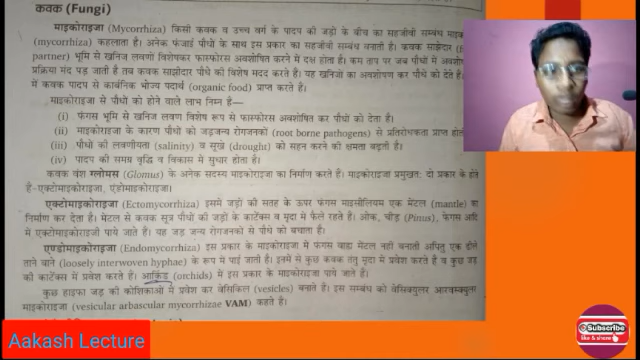 कवक (Fungi)
माइकोराइजा (Mycorrhiza) किसी कवक व उच्च वर्ग के पादप की जड़ों के बीच का सहजीवी सम्बंध माइ
(mycorrhiza) कहलाता है। अनेक फंजाई पौधों के साथ इस प्रकार का सहजीवी सम्बंध बनाती हैं। कवक साझेदार (f
partner) भूमि से खनिज लवणों विशेषकर फास्फोरस अवशोषित करने में दक्ष होता है। कम ताप पर जब पौधों में अवशोष
प्रक्रिया मंद पड़ जाती है तब कवक साझीदार पौधे की विशेष मदद करते हैं। यह खनिजों का अवशोषण कर पौधे को देते हैं
में कवक पादप से कार्बनिक भोज्य पदार्थ (organic food) प्राप्त करते हैं।
माइकोराइजा से पौधों को होने वाले लाभ निम्न है—
(i) फंगस भूमि से खनिज लवण विशेष रूप से फास्फोरस अवशोषित कर पौधों को देता है।
(ii) माइकोराइजा के कारण पौधों को जड़जन्य रोगजनकों (root borne pathogens) से प्रतिरोधकता प्राप्त होती
(iii) पौधों की लवणीयता (salinity) व सूखे (drought) को सहन करने की क्षमता बढ़ती है।
(iv) पादप की समग्र वृद्धि व विकास में सुधार होता है।
कवक वंश ग्लोमस (Glomus) के अनेक सदस्य माइकोराइजा का निर्माण करते हैं। माइकोराइजा प्रमुखतः दो प्रकार के होते
है-एक्टोमाइकोराइजा, एंडोमाइकोराइजा।
एक्टोमाइकोराइजा (Ectomycorrhiza) इसमें जड़ों की सतह के ऊपर फंगस माइसीलियम एक मेंटल (mantle) का
निर्माण कर देता है। मेंटल से कवक सूत्र पौधों की जड़ों के कार्टेक्स व मृदा में फैले रहते हैं। ओक, चीड़ (Pinus), फेगस आदि
में एक्टोमाइकोराइजी पाये जाते हैं। यह जड़ जन्य रोगजनकों से पौधे को बचाता है।
एण्डोमाइकोराइजा (Endomycorrhiza) इस प्रकार के माइकोराइजा में फंगस बाह्य मेंटल नहीं बनाती अपितु एक ढीले
ताने वाने (loosely interwoven hyphae) के रूप में पाई जाती है। इनमें से कुछ कवक तंतु मृदा में प्रवेश करते हैं व कुछ जड़
की कार्टेक्स में प्रवेश करते हैं। आर्किड (orchids) में इस प्रकार के माइकोराइजा पाये जाते हैं।
कुछ हाइफा जड़ की कोशिकाओं में प्रवेश कर वेसिकिल (vesicles) बनाते हैं। इस सम्बंध को वेसिक्युलर आरबस्क्युलर
माइकोराइजा (vesicular arbascular mycorrhizae VAM) कहते हैं।
Aakash Lecture
Subscribe
like & share